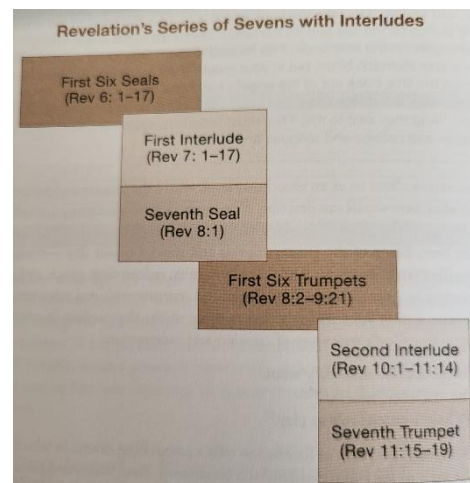 Revelation's Series of Sevens with Interludes
First Six Seals
(Rev 6: 1–17)
First Interlude
(Rev 7: 1–17)
Seventh Seal
(Rev 8:1)
First Six Trumpets
(Rev 8:2–9:21)
Second Interlude
(Rev 10:1–11:14)
Seventh Trumpet
(Rev 11:15–19)